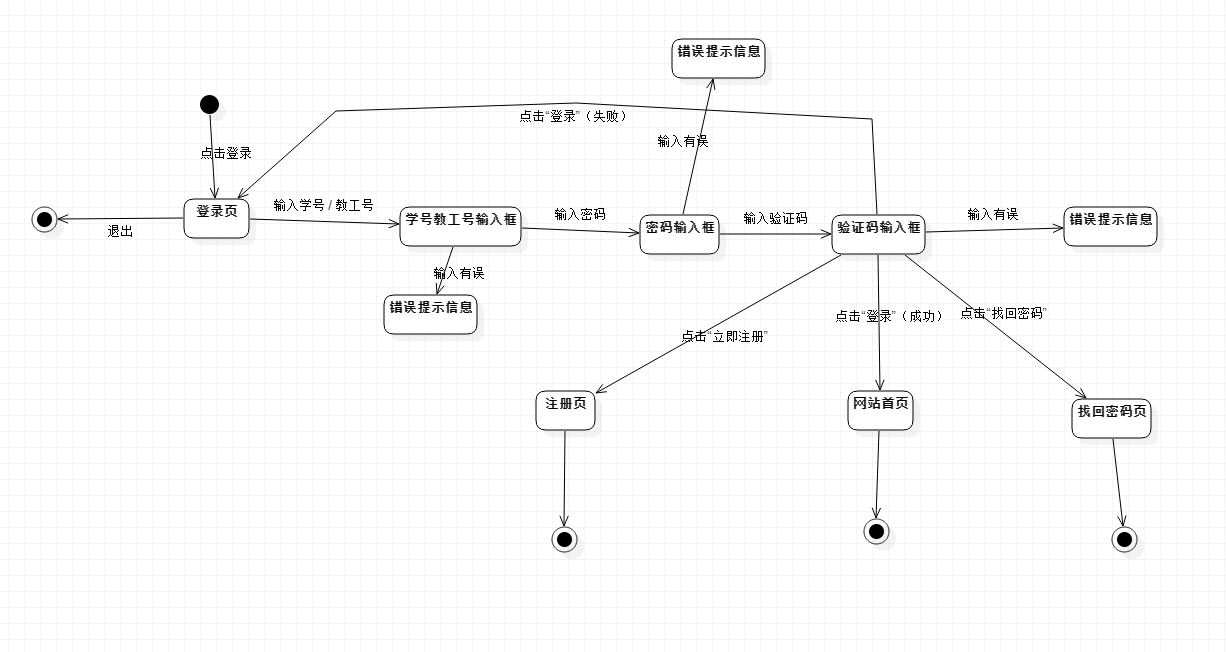 错误提示信息
点击“登录”（失败）
输入有误
点击登录
登录页
输入学号 / 教工号
学号教工号输入框
输入密码
密码输入框
输入验证码
验证码输入框
输入有误
错误提示信息
退出
输入有误
错误提示信息
点击“立即注册”
点击“登录”（成功）
点击“找回密码”
注册页
网站首页
找回密码页